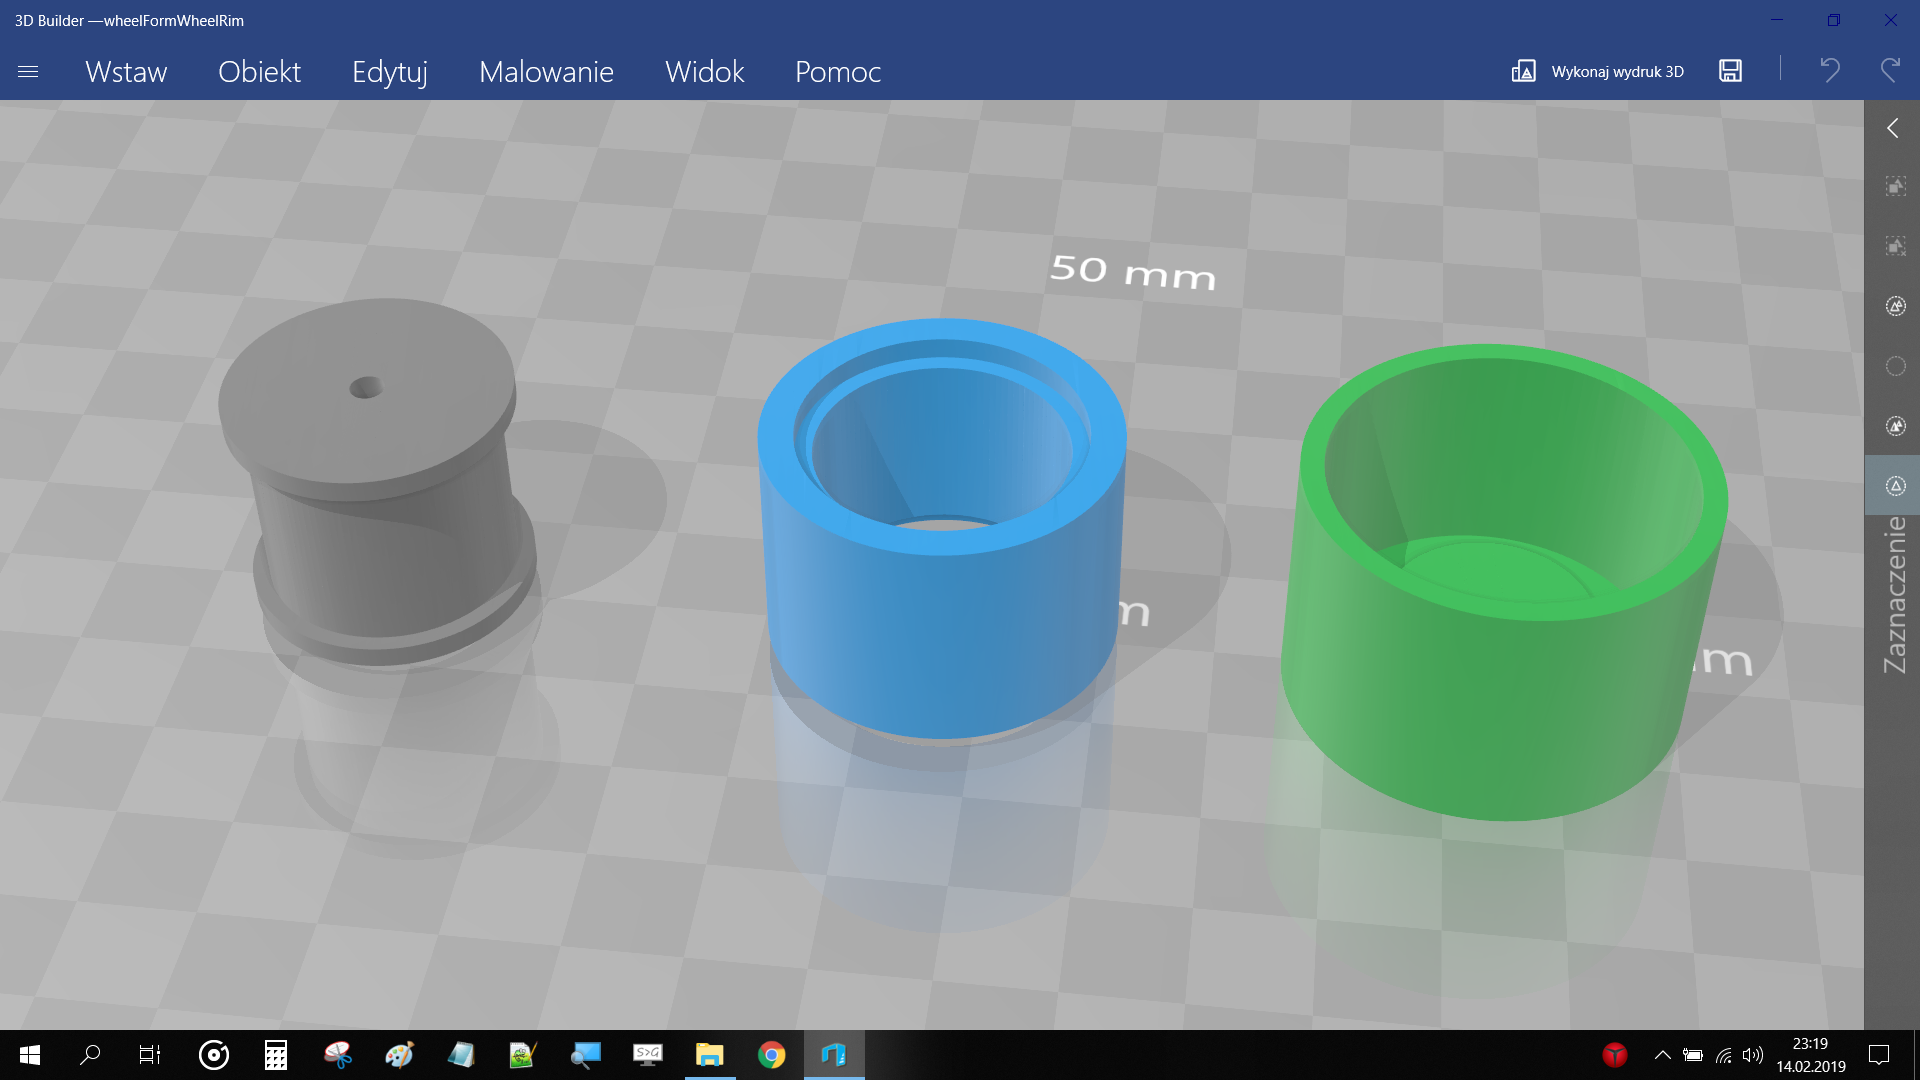 3D Builder —wheelFormWheelRim
Wstaw Obiekt Edytuj Malowanie Widok Pomoc Wykonaj wydruk 3D
50 mm
m
mm
Zaznaczenie
S>G
23:19
14.02.2019